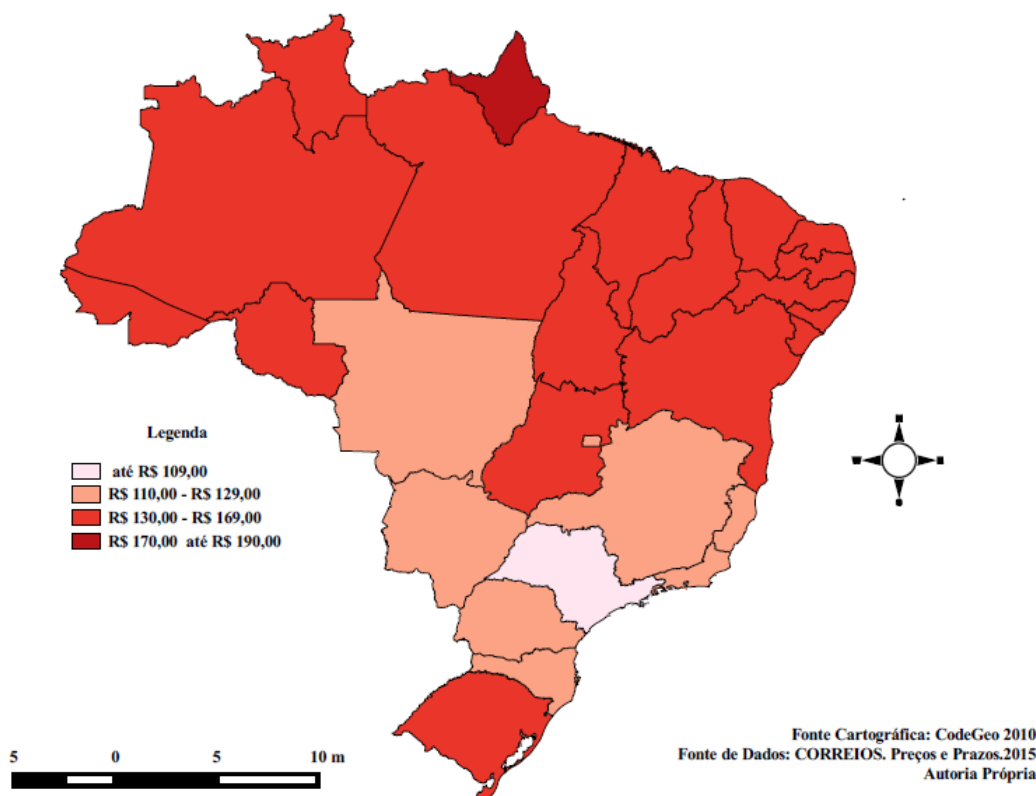 Legenda
até R$ 109,00
R$ 110,00 - R$ 129,00
R$ 130,00 - R$ 169,00
R$ 170,00 até R$ 190,00
5 0 5 10 m
Fonte Cartográfica: CodeGeo 2010
Fonte de Dados: CORREIOS. Preços e Prazos.2015
Autoria Própria